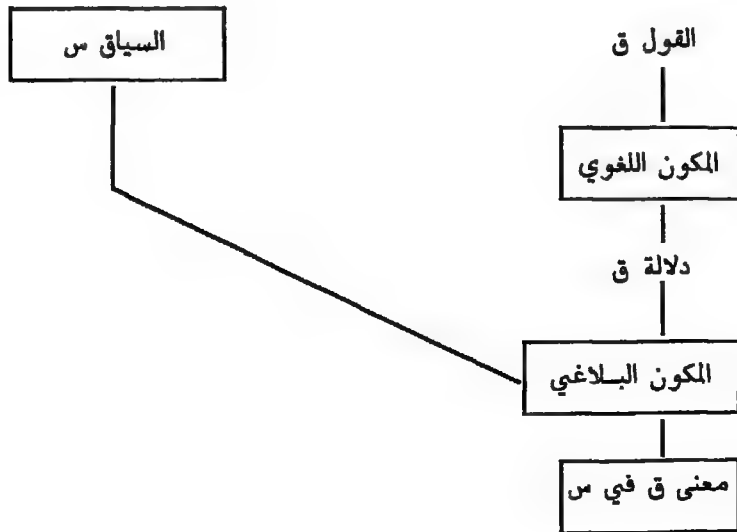 القول ق
السياق س
المكون اللغوي
دلالة ق
المكون البلاغي
معنى ق في س